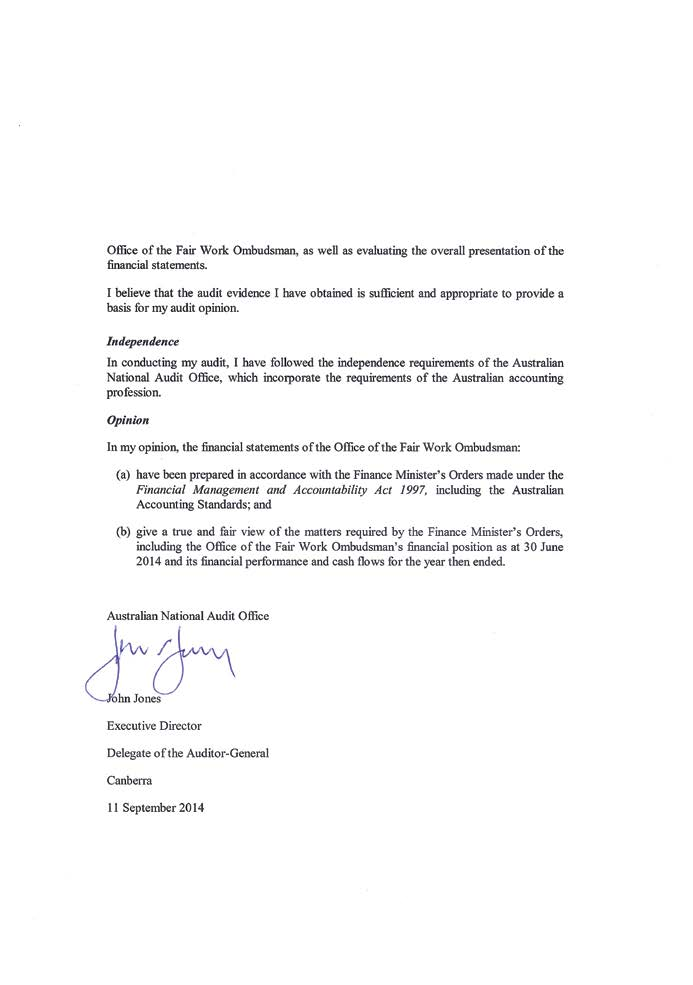 Office of the Fair Work Ombudsman, as well as evaluating the overall presentation of the
financial statements.
I believe that the audit evidence I have obtained is sufficient and appropriate to provide a
basis for my audit opinion.
Independence
In conducting my audit, I have followed the independence requirements of the Australian
National Audit Office, which incorporate the requirements of the Australian accounting
profession.
Opinion
In my opinion, the financial statements of the Office of the Fair Work Ombudsman:
(a) have been prepared in accordance with the Finance Minister's Orders made under the
Financial Management and Accountability Act 1997, including the Australian
Accounting Standards; and
(b) give a true and fair view of the matters required by the Finance Minister's Orders,
including the Office of the Fair Work Ombudsman's financial position as at 30 June
2014 and its financial performance and cash flows for the year then ended.
Australian National Audit Office
John Jones
Executive Director
Delegate of the Auditor-General
Canberra
11 September 2014